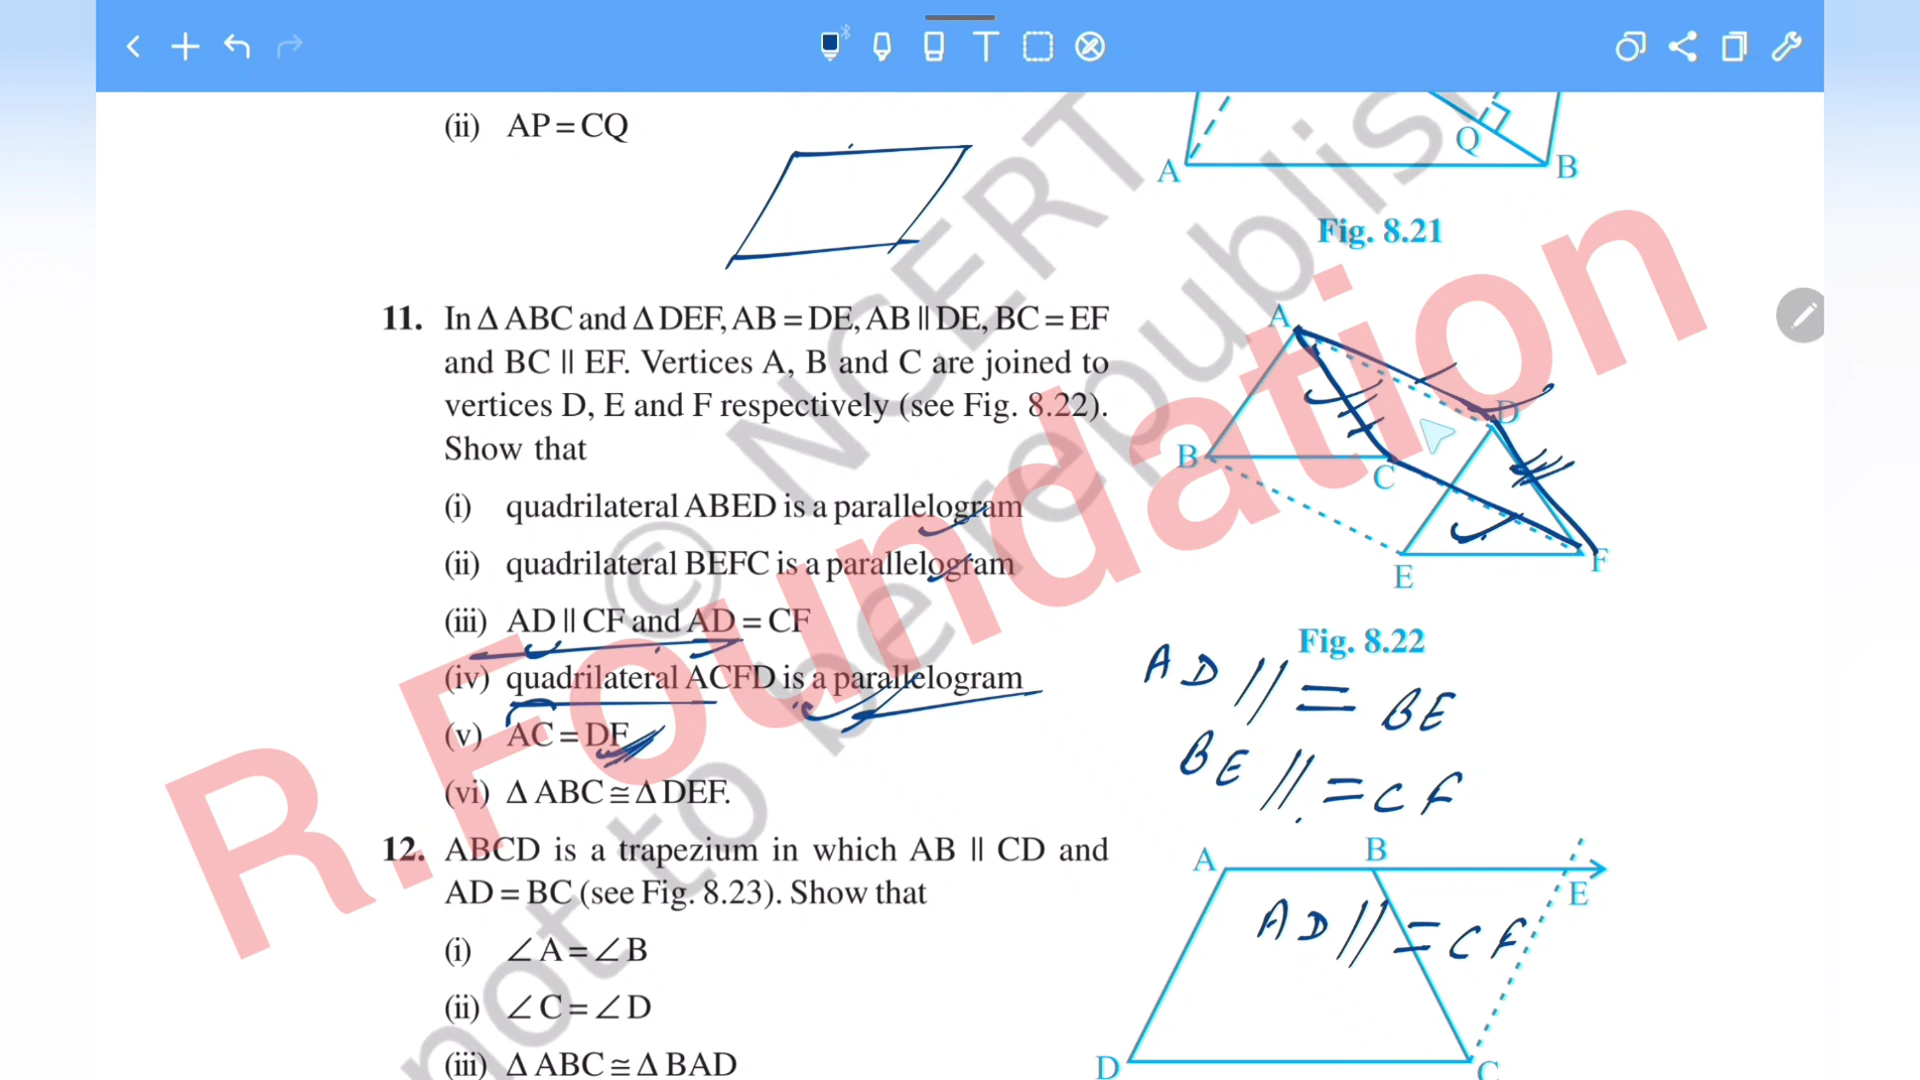 (ii) AP = CQ
A
Q
B
Fig. 8.21
11. In Δ ABC and Δ DEF, AB = DE, AB || DE, BC = EF
and BC || EF. Vertices A, B and C are joined to
vertices D, E and F respectively (see Fig. 8.22).
Show that
(i) quadrilateral ABED is a parallelogram
(ii) quadrilateral BEFC is a parallelogram
(iii) AD || CF and AD = CF
(iv) quadrilateral ACFD is a parallelogram
(v) AC = DF
(vi) Δ ABC ≅ Δ DEF.
A
D
B
C
E
F
Fig. 8.22
AD || = BE
BE || = CF
12. ABCD is a trapezium in which AB || CD and
AD = BC (see Fig. 8.23). Show that
(i) ∠A = ∠B
(ii) ∠C = ∠D
(iii) Δ ABC ≅ Δ BAD
A
B
E
AD || = CF
D
C
R.Foundation
© NCERT
not to be republish